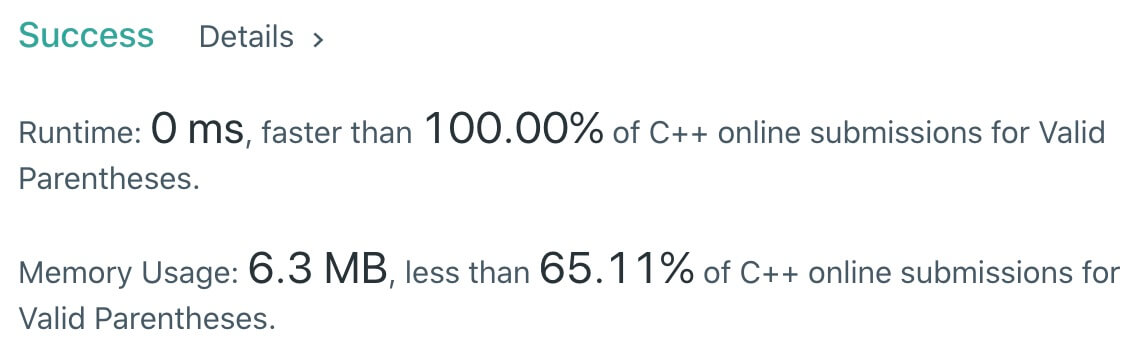 Success Details >
Runtime: 0 ms, faster than 100.00% of C++ online submissions for Valid
Parentheses.
Memory Usage: 6.3 MB, less than 65.11% of C++ online submissions for
Valid Parentheses.